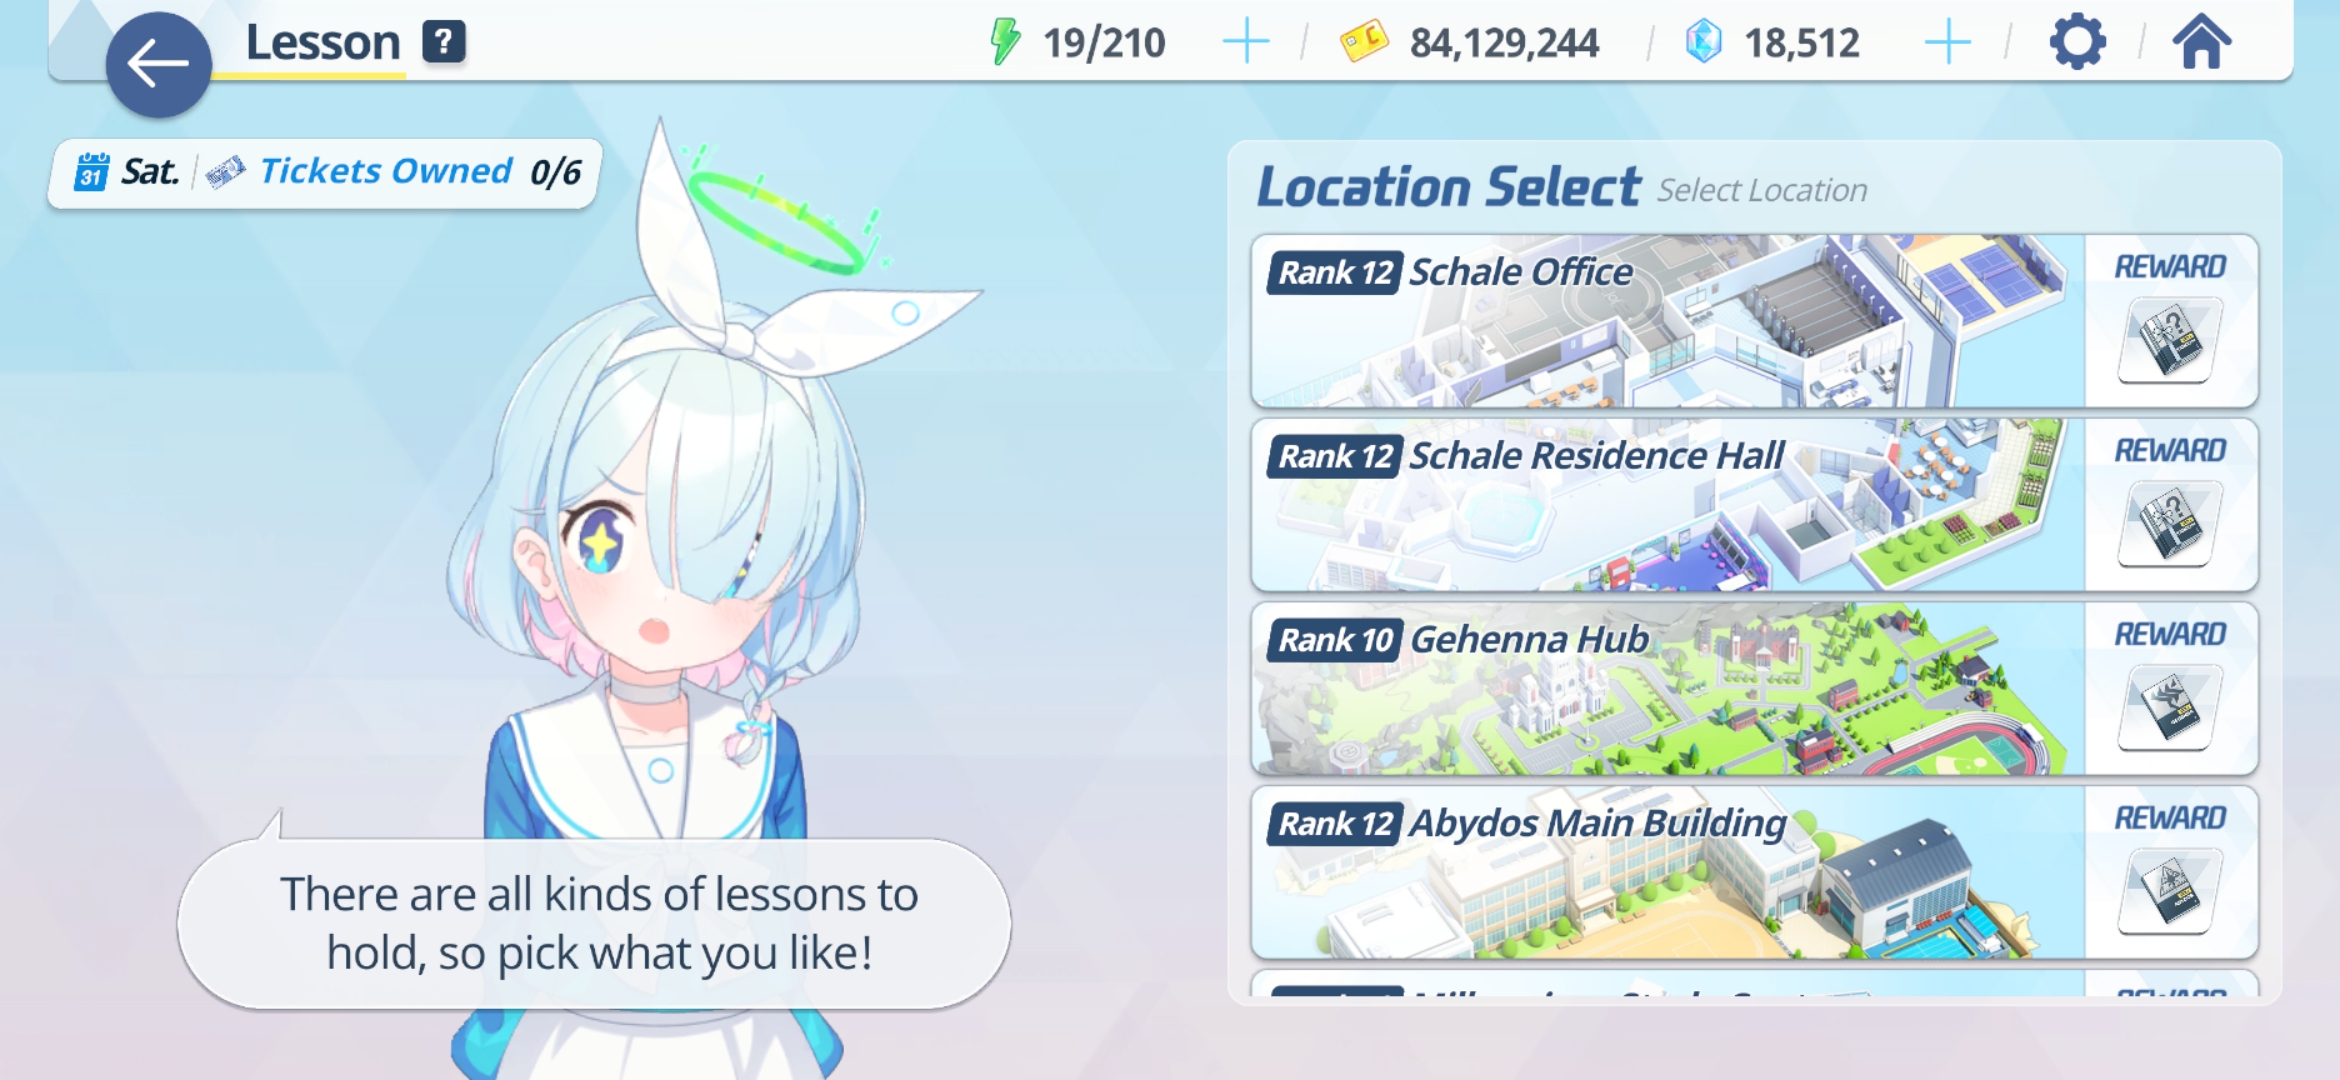 Lesson ?
19/210
84,129,244
18,512
31 Sat. Tickets Owned 0/6
Location Select Select Location
Rank 12 Schale Office
REWARD
Rank 12 Schale Residence Hall
REWARD
Rank 10 Gehenna Hub
REWARD
Rank 12 Abydos Main Building
REWARD
There are all kinds of lessons to
hold, so pick what you like!